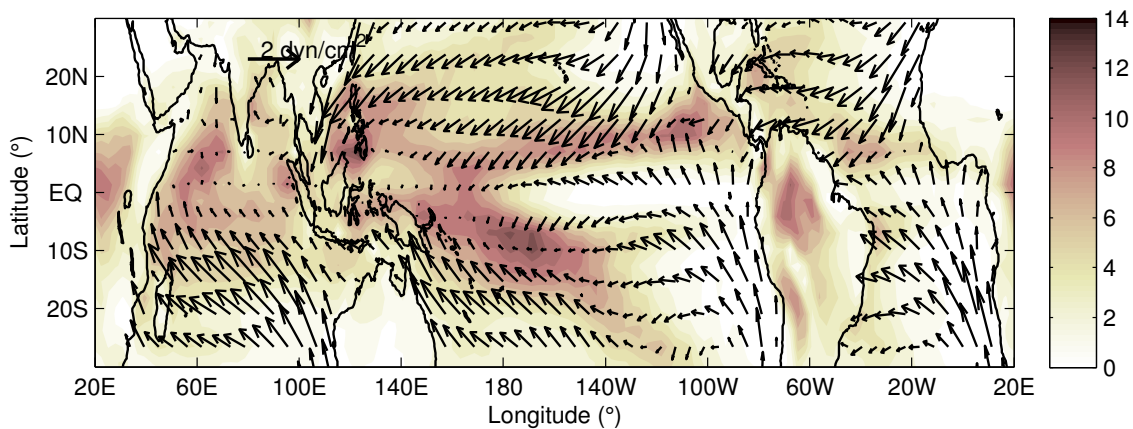 2 dyn/cm²
20N
10N
EQ
10S
20S
Latitude (°)
20E 60E 100E 140E 180 140W 100W 60W 20W 20E
Longitude (°)
14
12
10
8
6
4
2
0